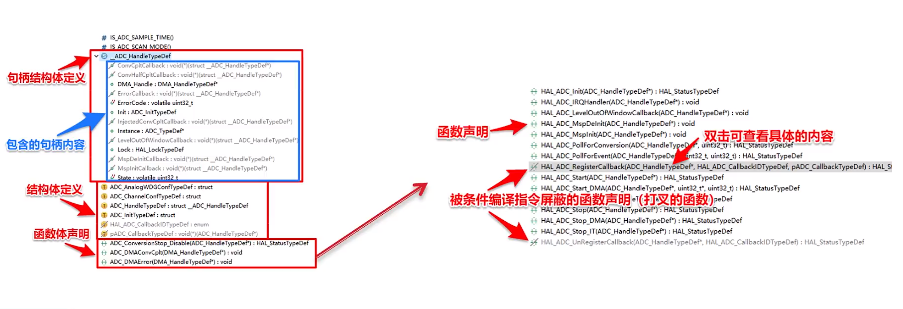 IS_ADC_SAMPLE_TIME()
IS_ADC_SCAN_MODE()
__ADC_HandleTypeDef
ConvCpltCallback : void(*)(struct __ADC_HandleTypeDef*)
ConvHalfCpltCallback : void(*)(struct __ADC_HandleTypeDef*)
DMA_Handle : DMA_HandleTypeDef*
ErrorCallback : void(*)(struct __ADC_HandleTypeDef*)
ErrorCode : volatile uint32_t
Init : ADC_InitTypeDef
InjectedConvCpltCallback : void(*)(struct __ADC_HandleTypeDef*)
Instance : ADC_TypeDef*
LevelOutOfWindowCallback : void(*)(struct __ADC_HandleTypeDef*)
Lock : HAL_LockTypeDef
MspDeInitCallback : void(*)(struct __ADC_HandleTypeDef*)
MspInitCallback : void(*)(struct __ADC_HandleTypeDef*)
State : volatile uint32_t
ADC_AnalogWDGConfTypeDef : struct
ADC_ChannelConfTypeDef : struct
ADC_HandleTypeDef : struct __ADC_HandleTypeDef
ADC_InitTypeDef : struct
HAL_ADC_CallbackIDTypeDef : enum
pADC_CallbackTypeDef : void(*)(ADC_HandleTypeDef*)
ADC_ConversionStop_Disable(ADC_HandleTypeDef*) : HAL_StatusTypeDef
ADC_DMAConvCplt(DMA_HandleTypeDef*) : void
ADC_DMAError(DMA_HandleTypeDef*) : void
句柄结构体定义
包含的句柄内容
结构体定义
函数体声明
HAL_ADC_Init(ADC_HandleTypeDef*) : HAL_StatusTypeDef
HAL_ADC_IRQHandler(ADC_HandleTypeDef*) : void
HAL_ADC_LevelOutOfWindowCallback(ADC_HandleTypeDef*) : void
HAL_ADC_MspDeInit(ADC_HandleTypeDef*) : void
HAL_ADC_MspInit(ADC_HandleTypeDef*) : void
HAL_ADC_PollForConversion(ADC_HandleTypeDef*, uint32_t) : HAL_StatusTypeDef
HAL_ADC_PollForEvent(ADC_HandleTypeDef*, uint32_t, uint32_t) : HAL_StatusTypeDef
HAL_ADC_RegisterCallback(ADC_HandleTypeDef*, HAL_ADC_CallbackIDTypeDef, pADC_CallbackTypeDef) : HAL_S
HAL_ADC_Start(ADC_HandleTypeDef*) : HAL_StatusTypeDef
HAL_ADC_Start_DMA(ADC_HandleTypeDef*, uint32_t*, uint32_t) : HAL_StatusTypeDef
HAL_ADC_Stop(ADC_HandleTypeDef*) : HAL_StatusTypeDef
HAL_ADC_Stop_DMA(ADC_HandleTypeDef*) : HAL_StatusTypeDef
HAL_ADC_Stop_IT(ADC_HandleTypeDef*) : HAL_StatusTypeDef
HAL_ADC_UnRegisterCallback(ADC_HandleTypeDef*, HAL_ADC_CallbackIDTypeDef) : HAL_StatusTypeDef
函数声明
双击可查看具体的内容
被条件编译指令屏蔽的函数声明（打叉的函数）